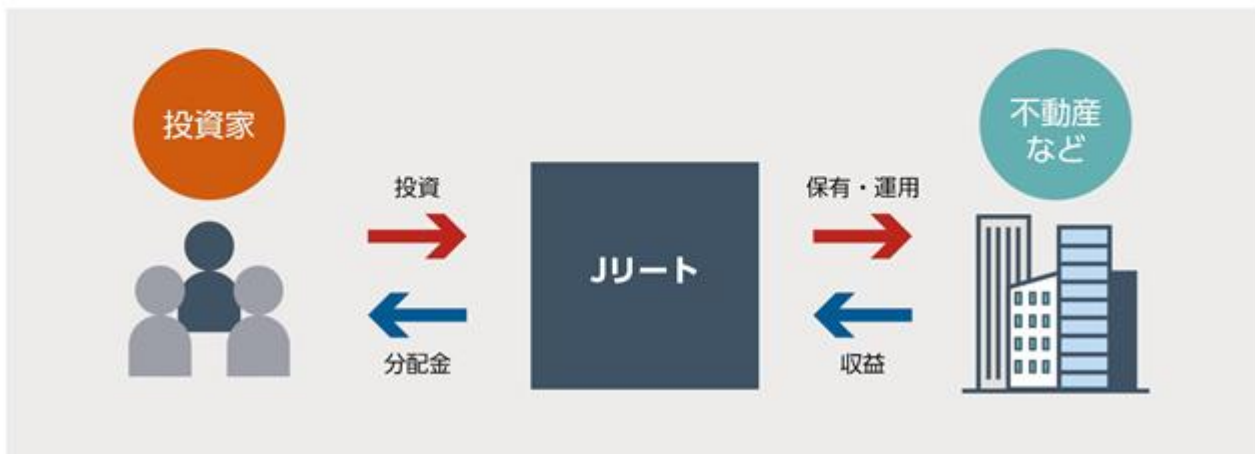 投資家
不動産
など
投資
保有・運用
Jリート
分配金
収益